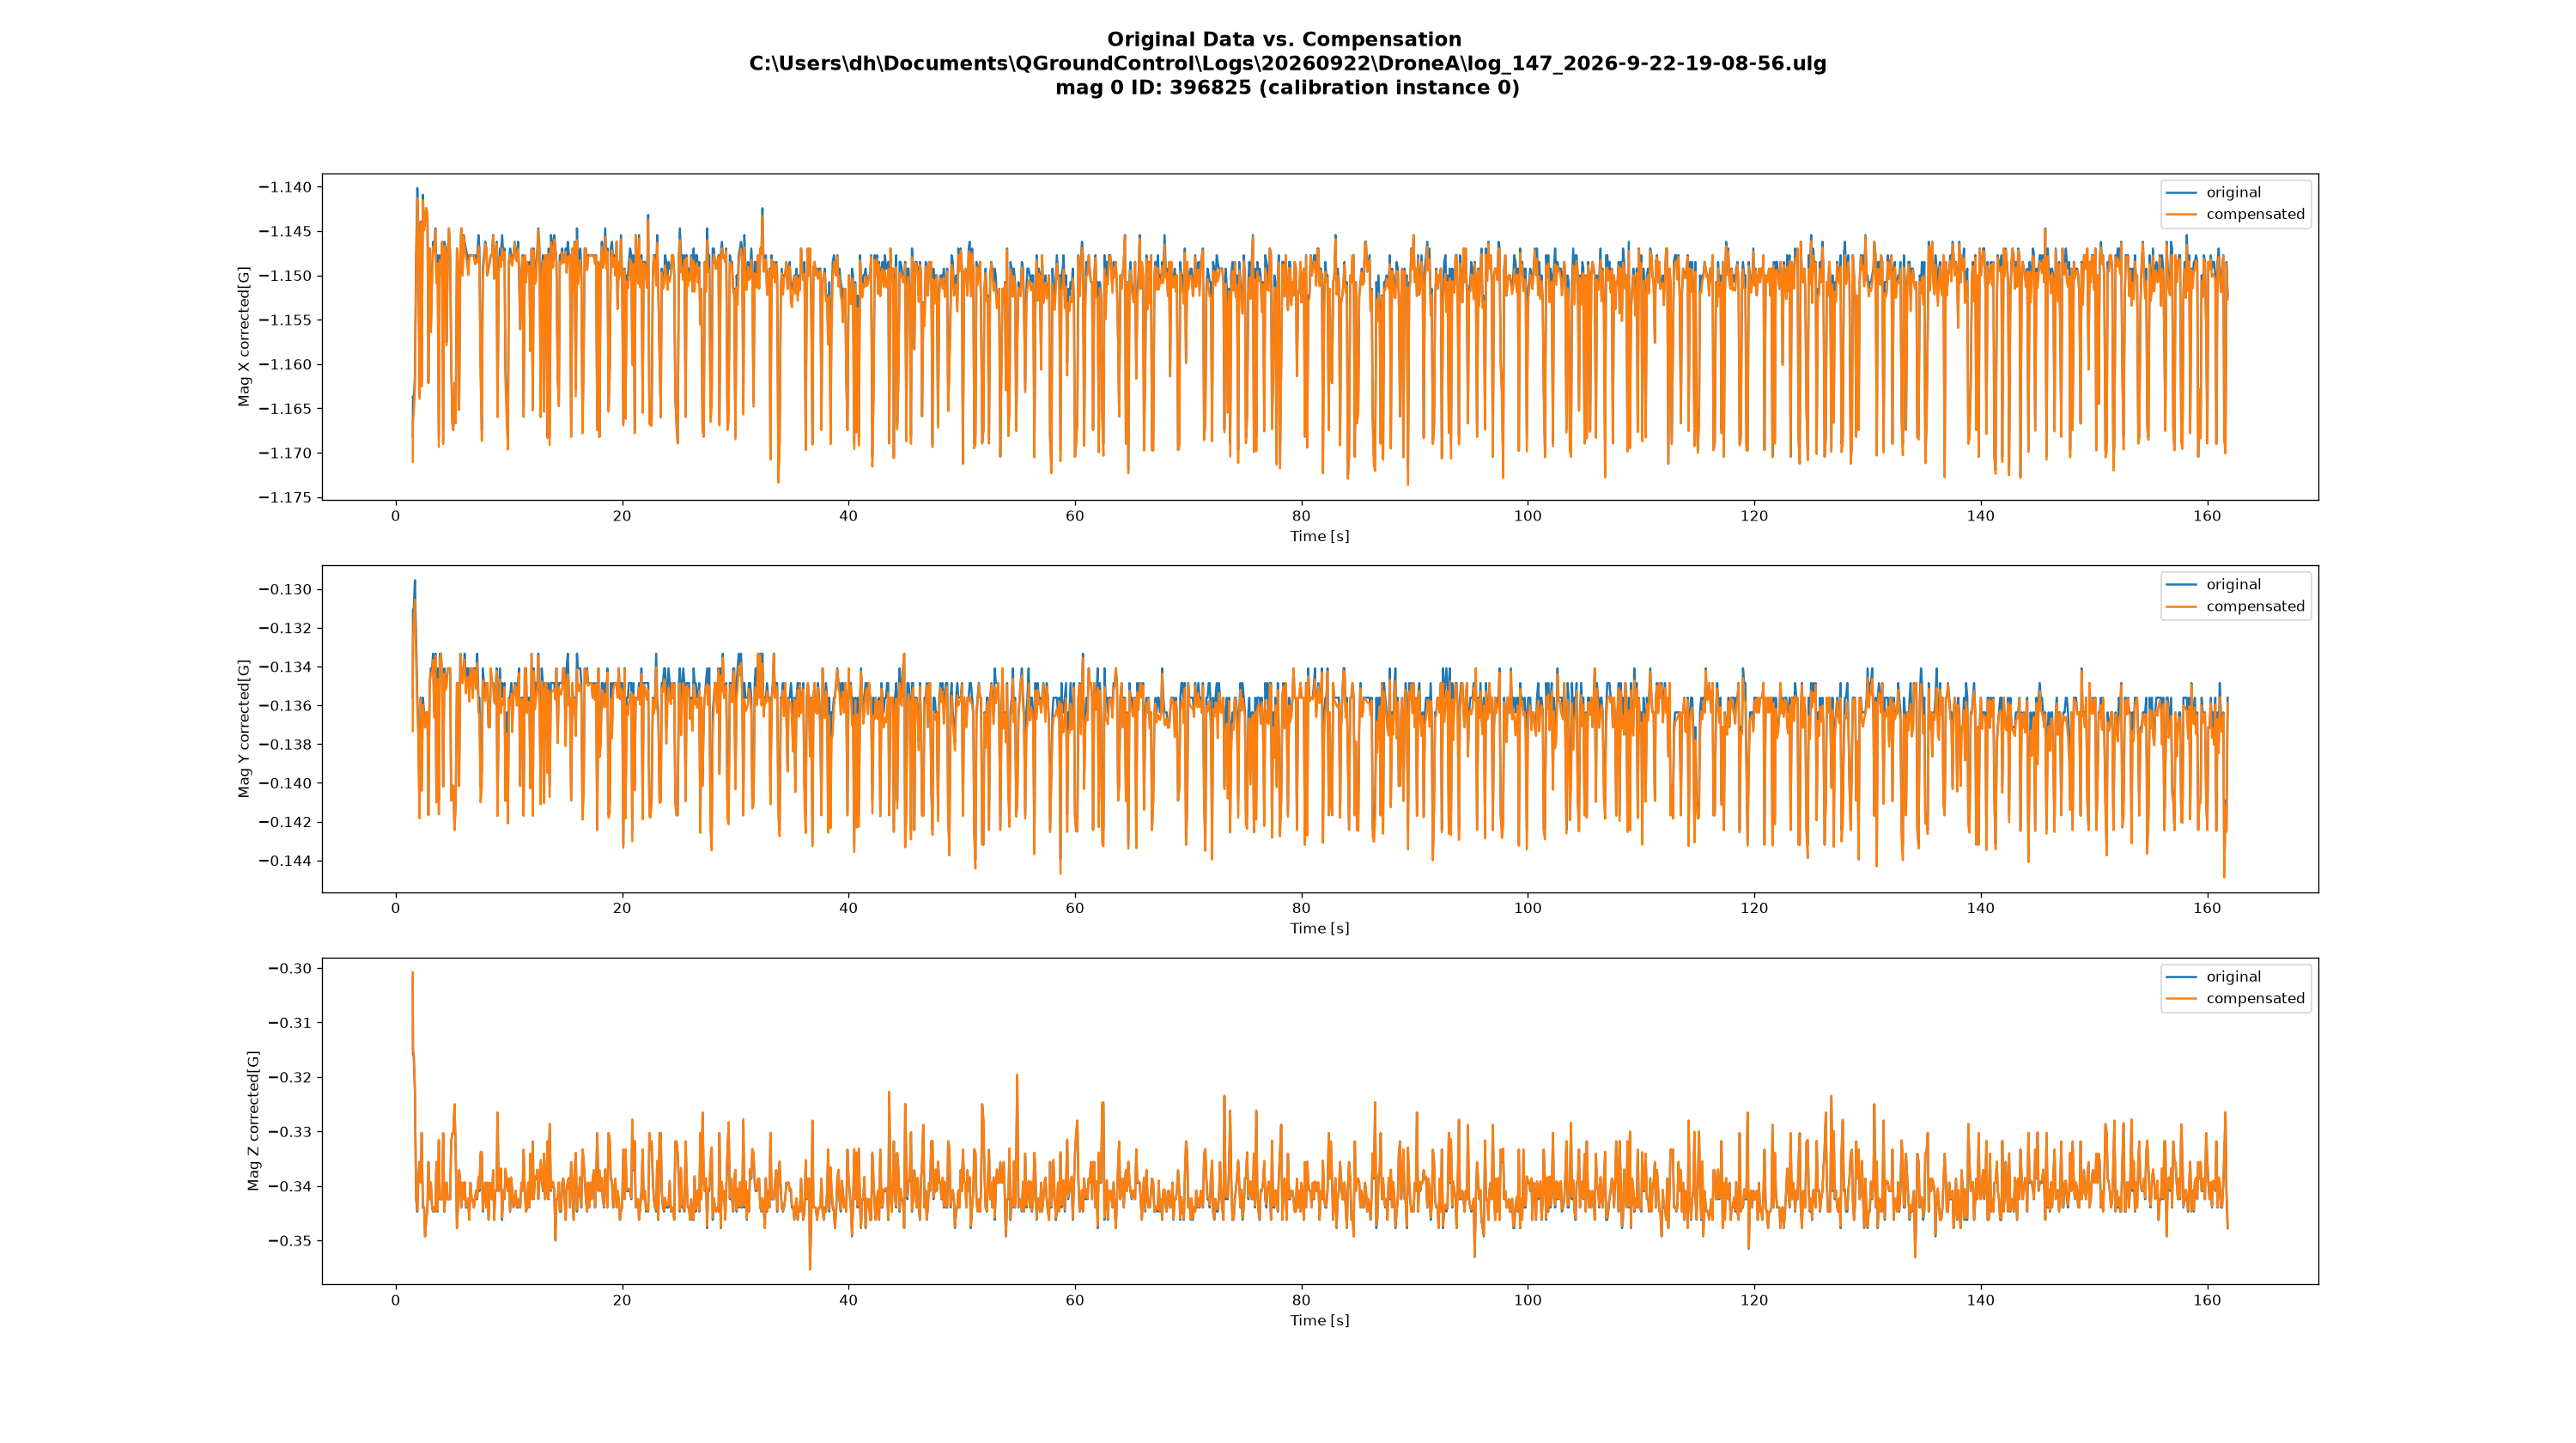 Original Data vs. Compensation
C:\Users\dh\Documents\QGroundControl\Logs\20260922\DroneA\log_147_2026-9-22-19-08-56.ulg
mag 0 ID: 396825 (calibration instance 0)
−1.140
−1.145
−1.150
−1.155
−1.160
−1.165
−1.170
−1.175
Mag X corrected[G]
original
compensated
0 20 40 60 80 100 120 140 160
Time [s]
−0.130
−0.132
−0.134
−0.136
−0.138
−0.140
−0.142
−0.144
Mag Y corrected[G]
original
compensated
0 20 40 60 80 100 120 140 160
Time [s]
−0.30
−0.31
−0.32
−0.33
−0.34
−0.35
Mag Z corrected[G]
original
compensated
0 20 40 60 80 100 120 140 160
Time [s]